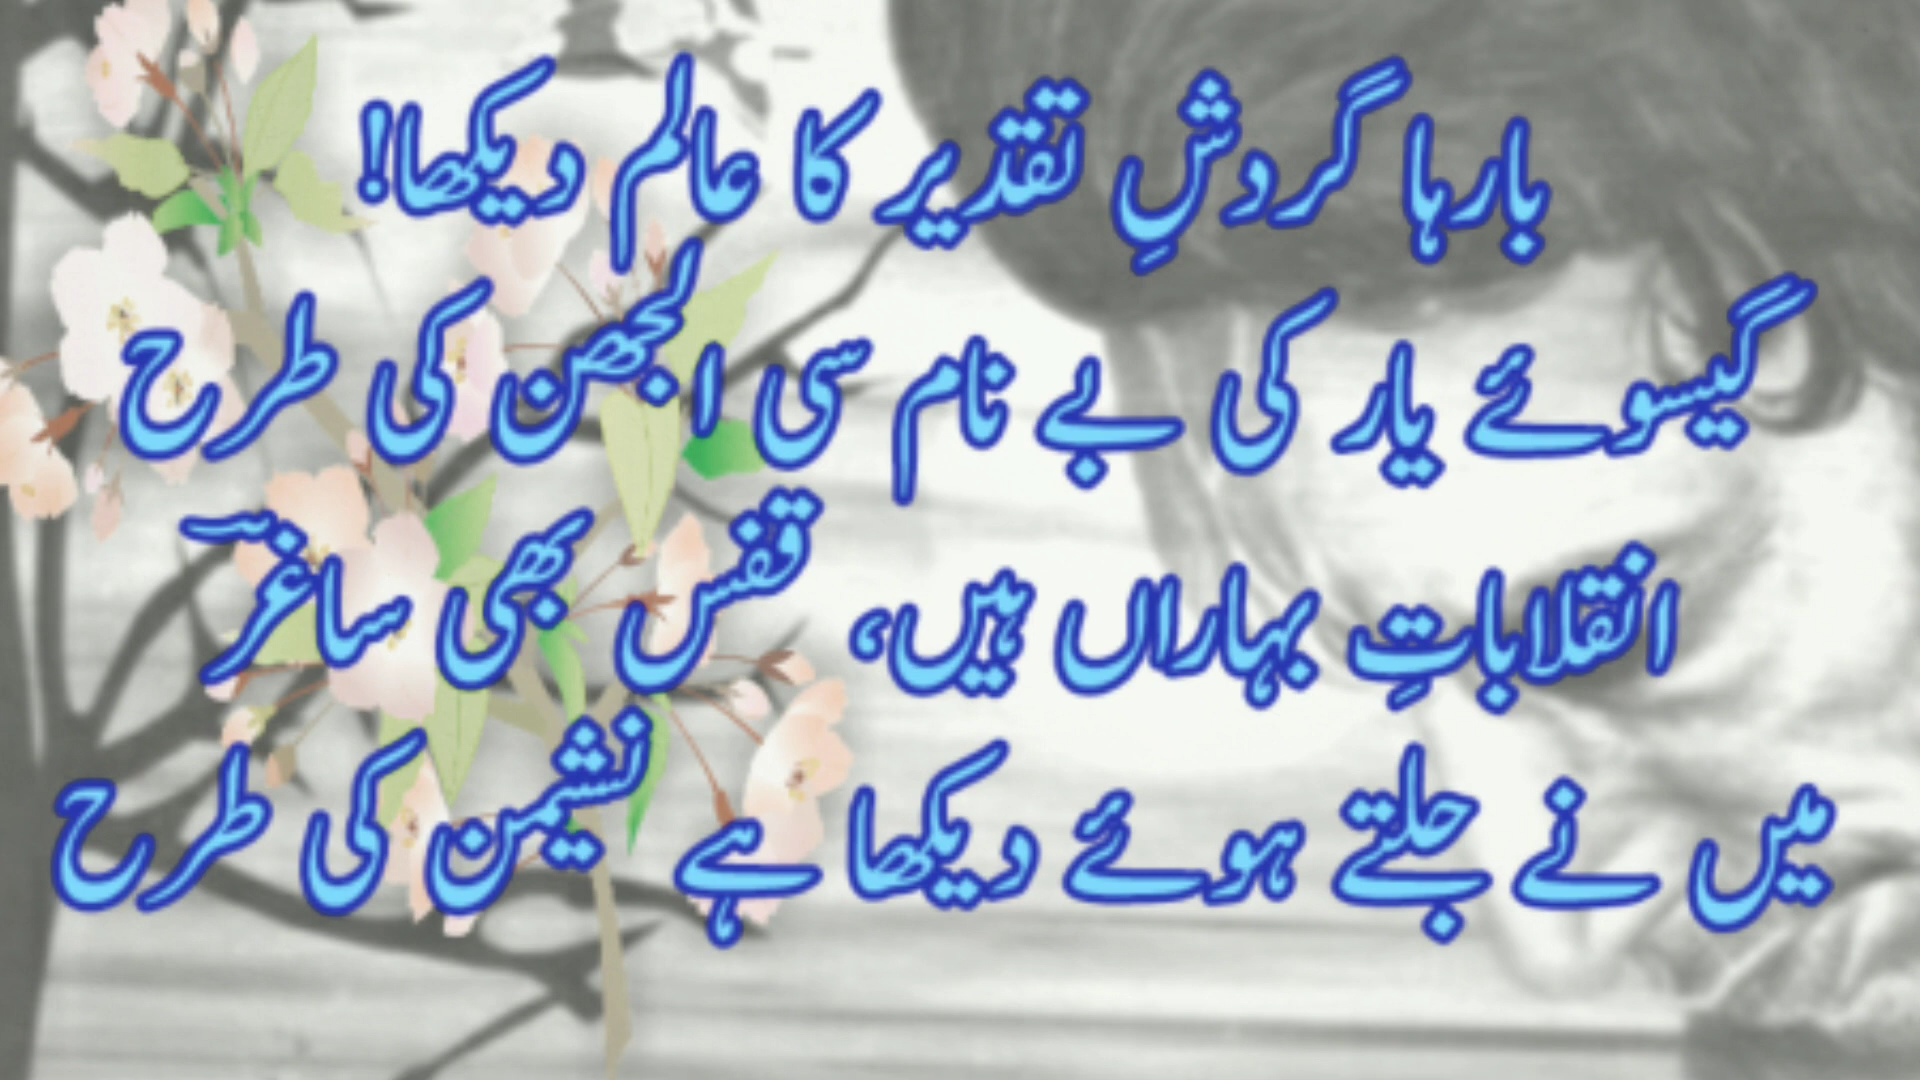 بارہا گردشِ تقدیر کا عالم دیکھا!
گیسوئے یار کی بے نام سی الجھن کی طرح
انقلاباتِ بہاراں ہیں، قفس بھی ساغرؔ
میں نے جلتے ہوئے دیکھا ہے نشیمن کی طرح